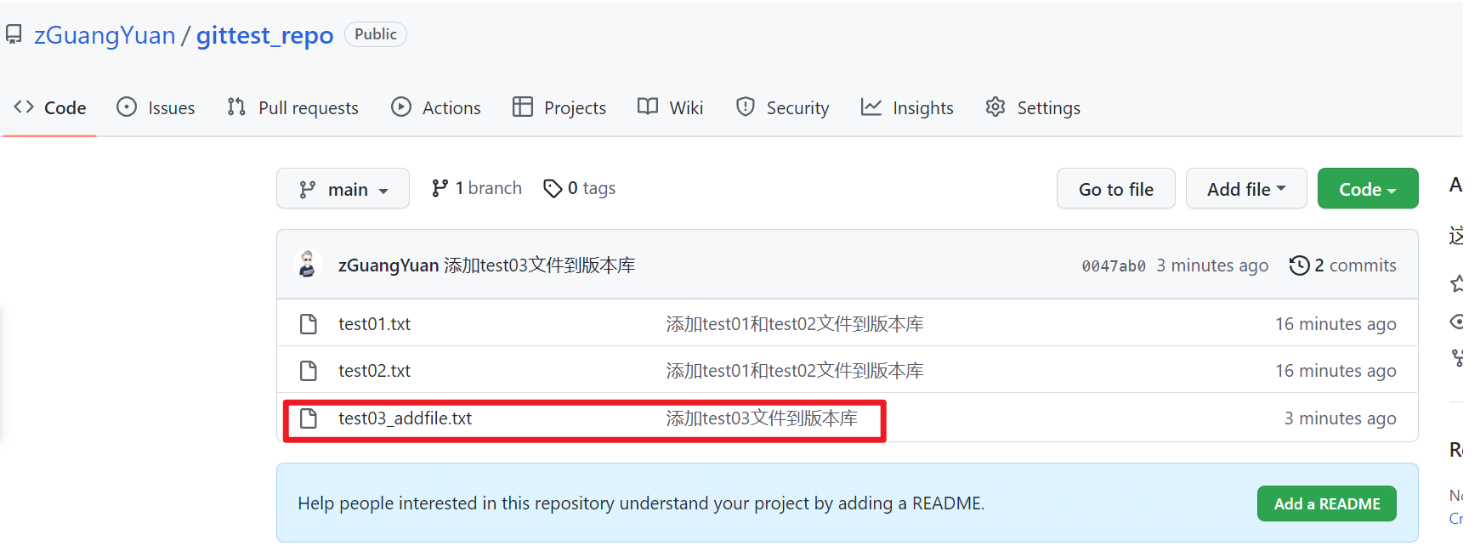 zGuangYuan / gittest_repo Public
Code Issues Pull requests Actions Projects Wiki Security Insights Settings
main 1 branch 0 tags Go to file Add file Code
zGuangYuan 添加test03文件到版本库 0047ab0 3 minutes ago 2 commits
test01.txt 添加test01和test02文件到版本库 16 minutes ago
test02.txt 添加test01和test02文件到版本库 16 minutes ago
test03_addfile.txt 添加test03文件到版本库 3 minutes ago
Help people interested in this repository understand your project by adding a README. Add a README